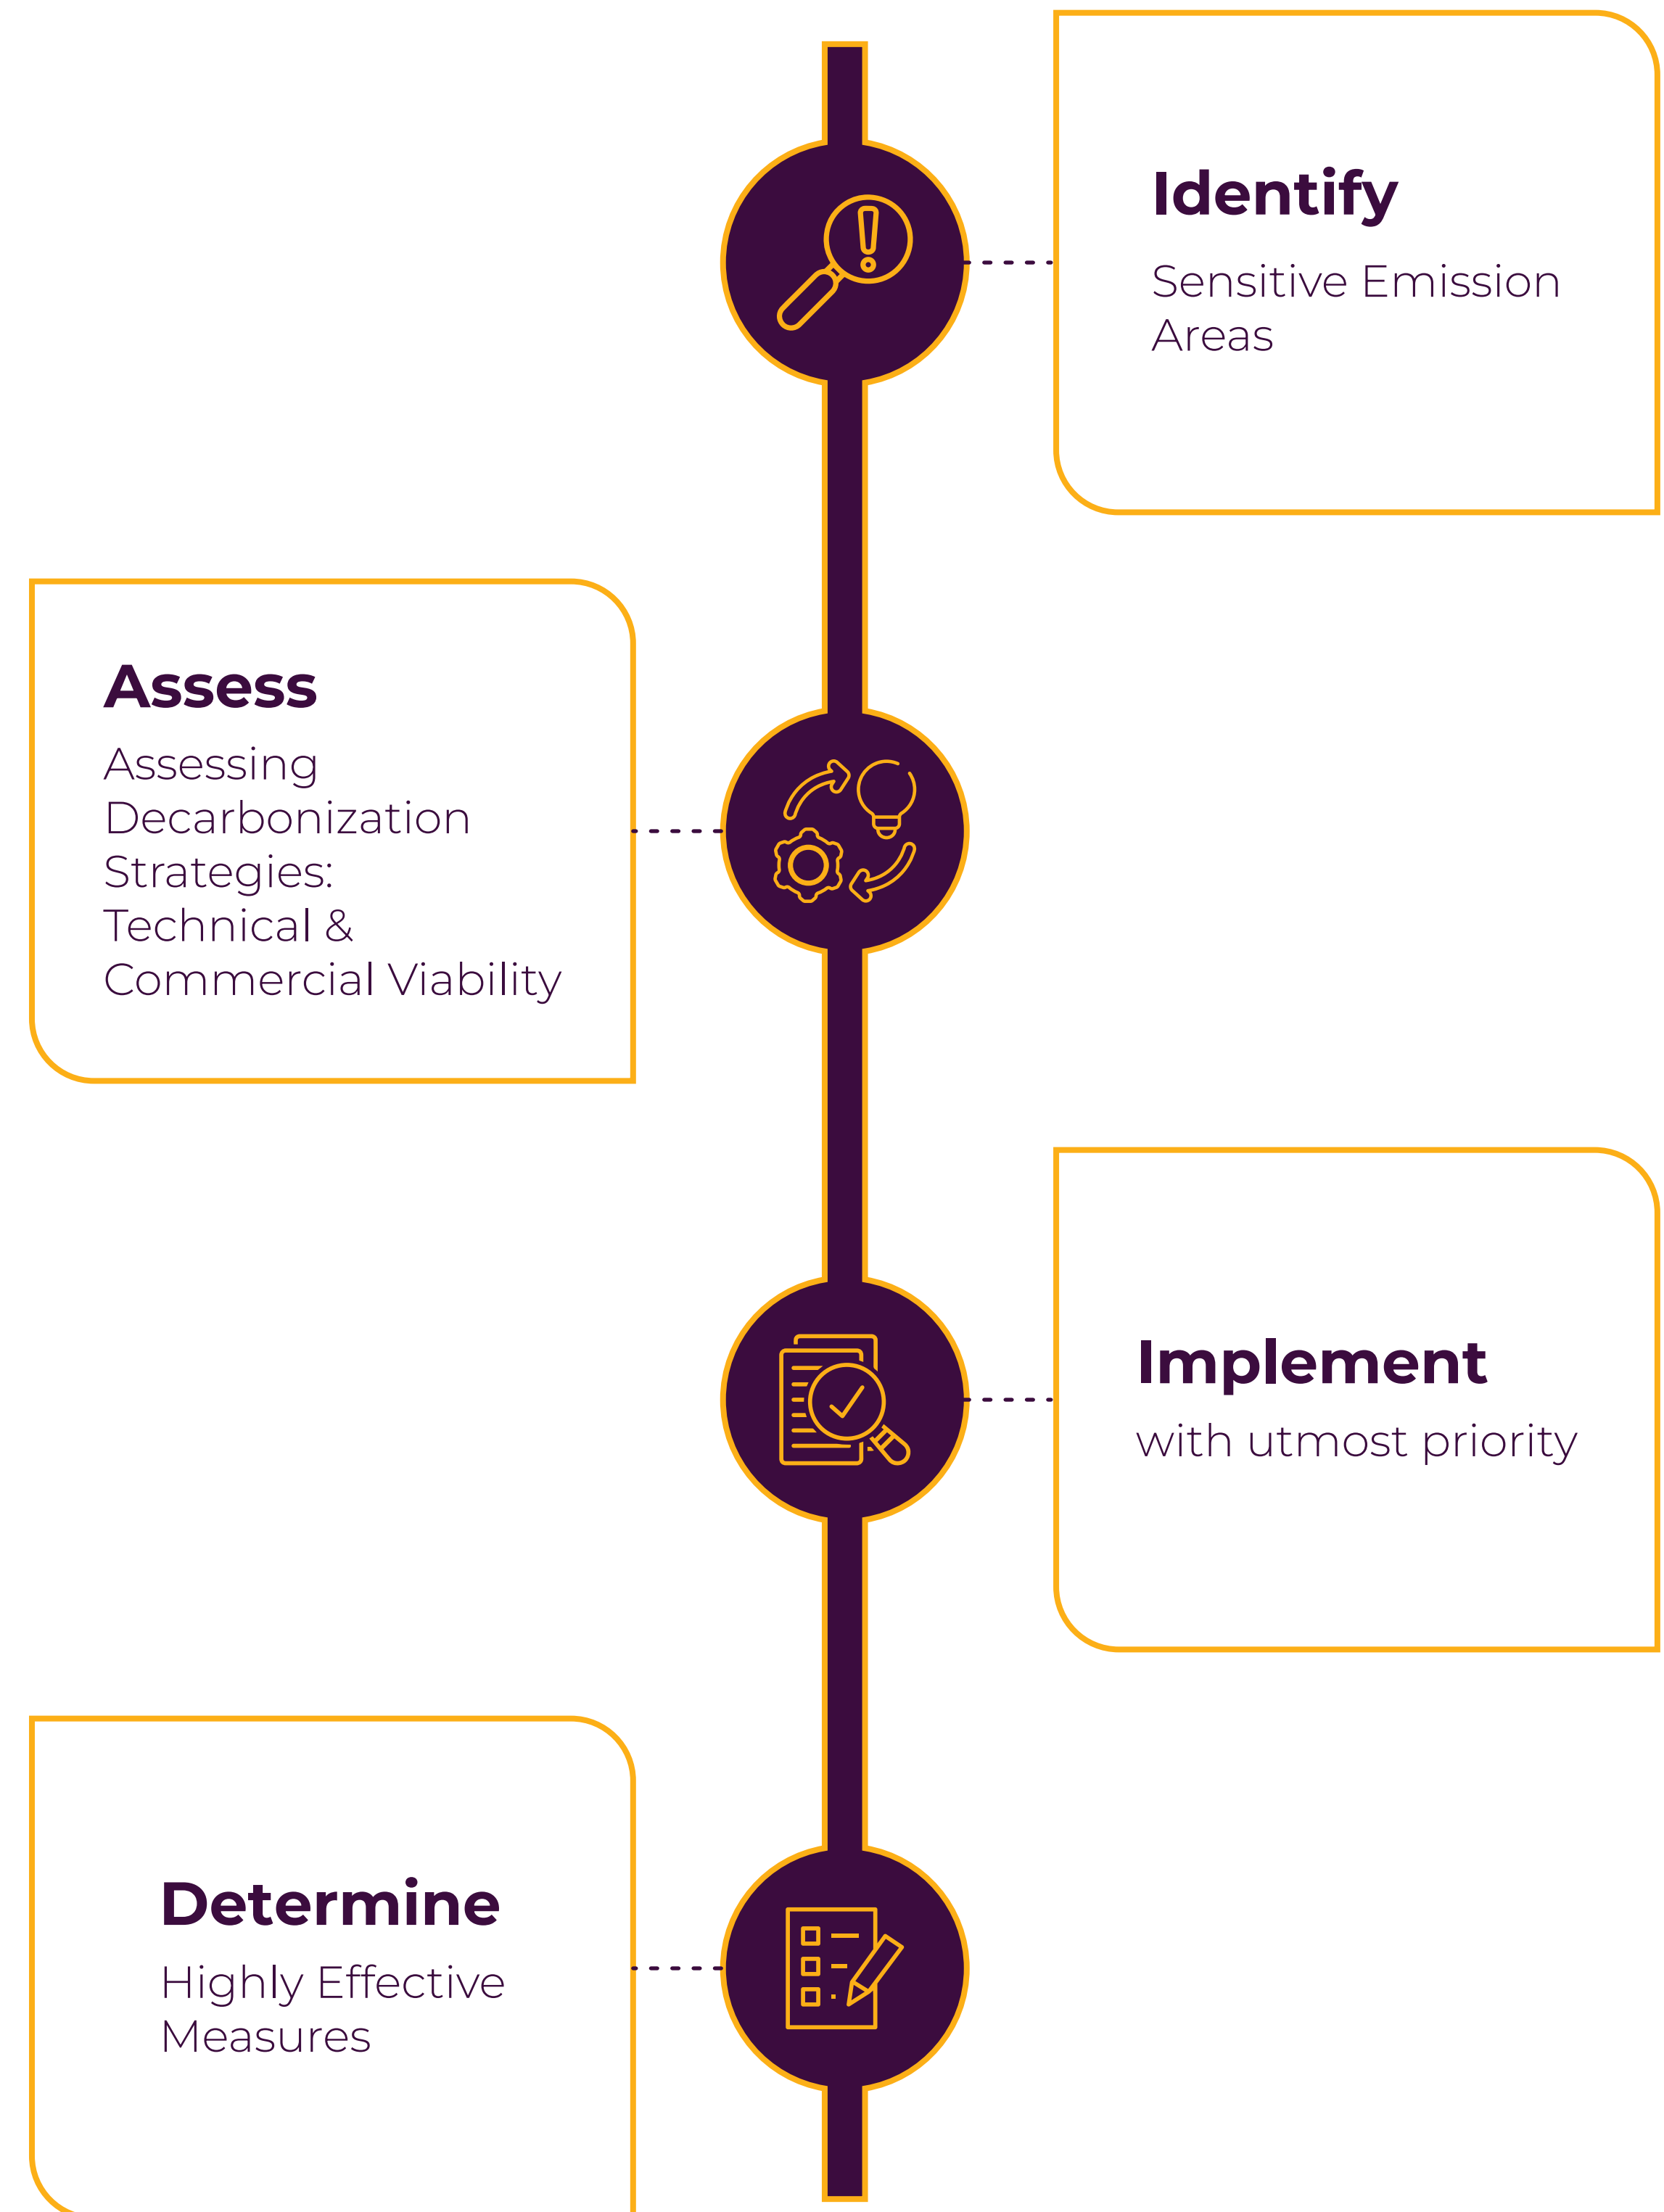 Identify
Sensitive Emission
Areas
Assess
Assessing
Decarbonization
Strategies:
Technical &
Commercial Viability
Implement
with utmost priority
Determine
Highly Effective
Measures